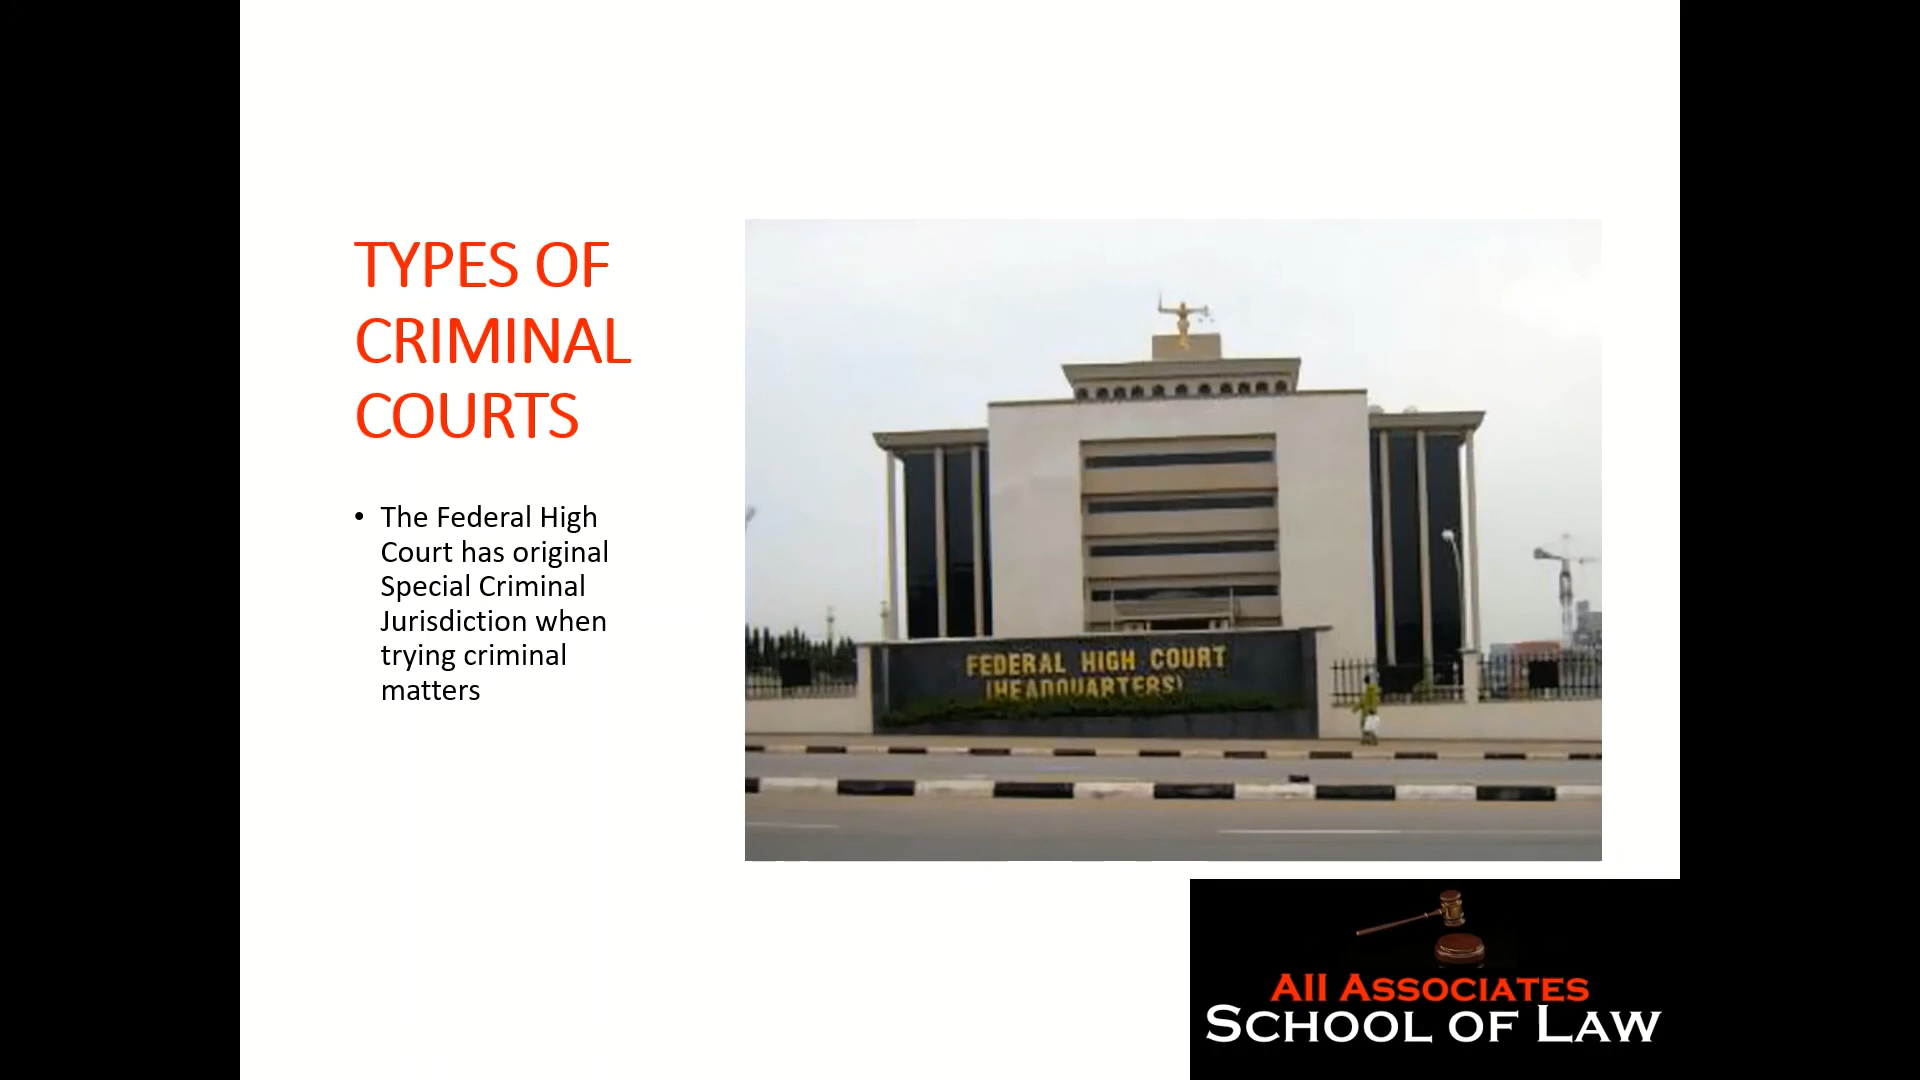 TYPES OF
CRIMINAL
COURTS
• The Federal High
Court has original
Special Criminal
Jurisdiction when
trying criminal
matters
FEDERAL HIGH COURT
(HEADQUARTERS)
AII ASSOCIATES
SCHOOL OF LAW